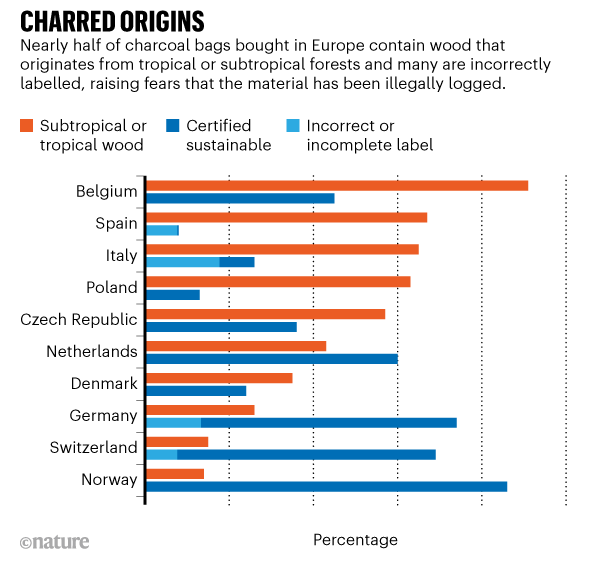 CHARRED ORIGINS
Nearly half of charcoal bags bought in Europe contain wood that
originates from tropical or subtropical forests and many are incorrectly
labelled, raising fears that the material has been illegally logged.
Subtropical or
tropical wood
Certified
sustainable
Incorrect or
incomplete label
Belgium
Spain
Italy
Poland
Czech Republic
Netherlands
Denmark
Germany
Switzerland
Norway
Percentage
©nature